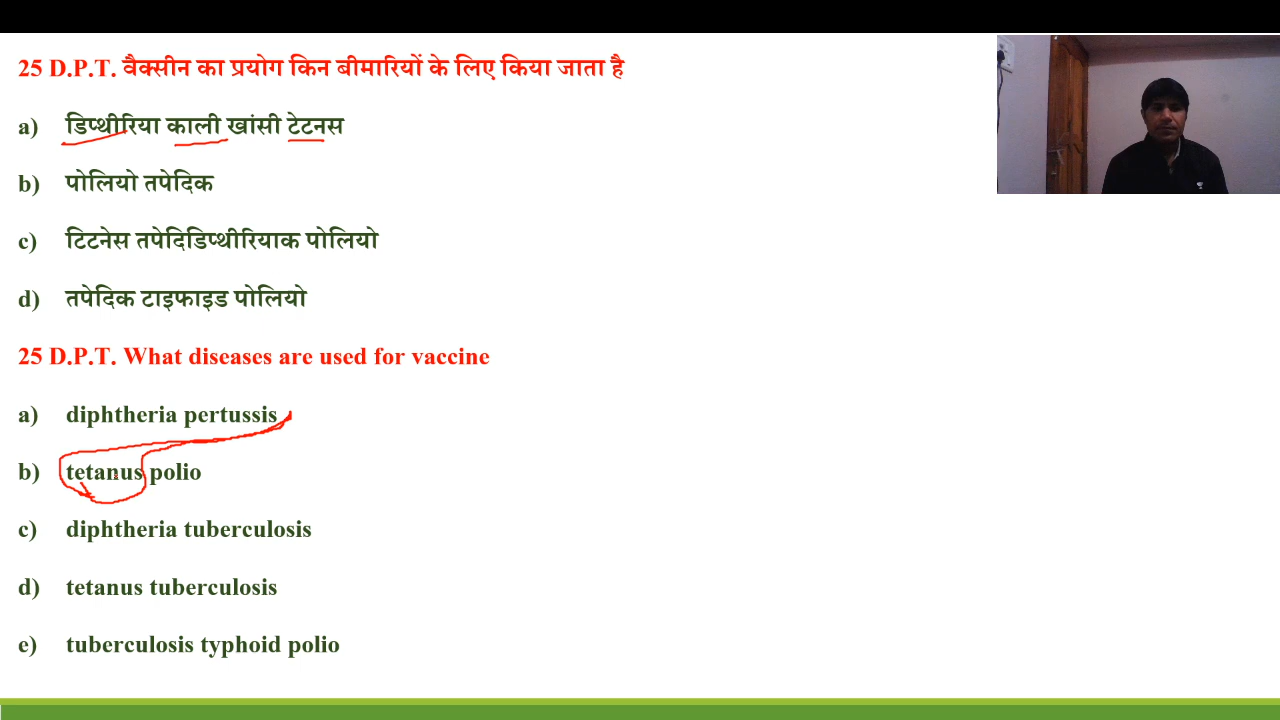 25 D.P.T. वैक्सीन का प्रयोग किन बीमारियों के लिए किया जाता है
a) डिप्थीरिया काली खांसी टेटनस
b) पोलियो तपेदिक
c) टिटनेस तपेदिडिप्थीरियाक पोलियो
d) तपेदिक टाइफाइड पोलियो
25 D.P.T. What diseases are used for vaccine
a) diphtheria pertussis
b) tetanus polio
c) diphtheria tuberculosis
d) tetanus tuberculosis
e) tuberculosis typhoid polio